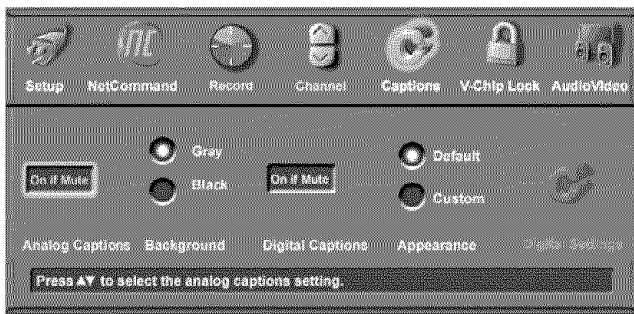 Setup NetCommand Record Channel Captions V-Chip Lock AudioVideo
Gray Default
On if Mute Black On if Mute Custom
Analog Captions Background Digital Captions Appearance Digital Settings
Press ▲▼ to select the analog captions setting.